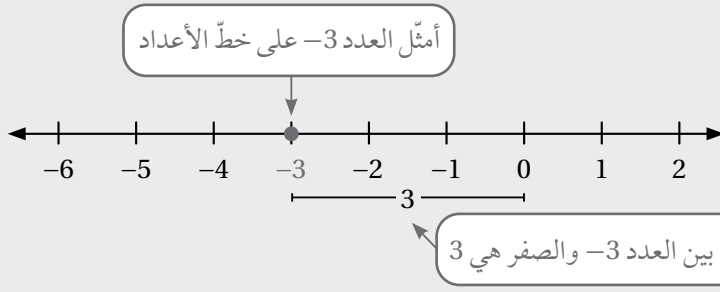 أمثّل العدد 3− على خطّ الأعداد
−6 −5 −4 −3 −2 −1 0 1 2
3
بين العدد 3− والصفر هي 3